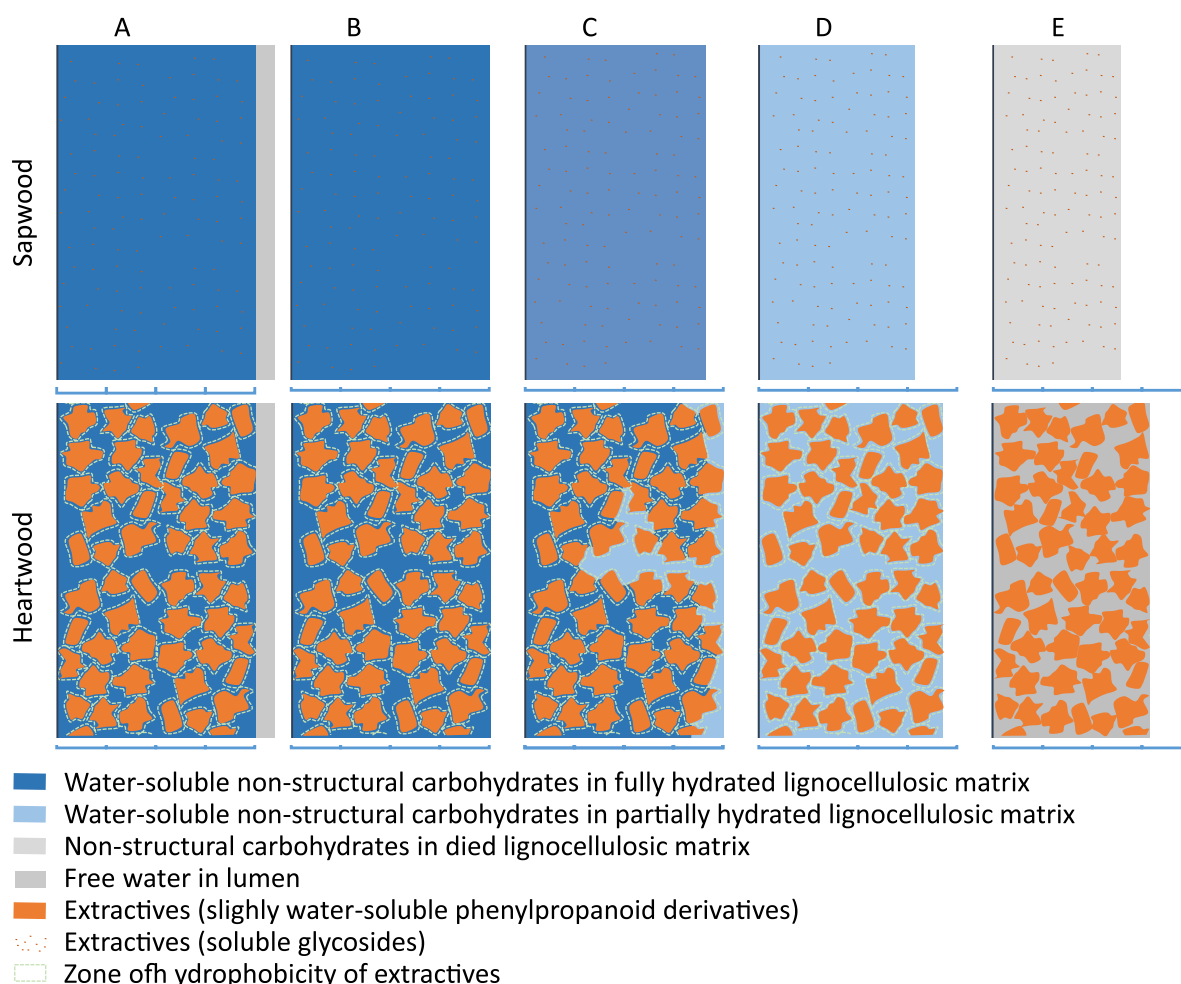 A B C D E
Sapwood
Heartwood
Water-soluble non-structural carbohydrates in fully hydrated lignocellulosic matrix
Water-soluble non-structural carbohydrates in partially hydrated lignocellulosic matrix
Non-structural carbohydrates in died lignocellulosic matrix
Free water in lumen
Extractives (slighly water-soluble phenylpropanoid derivatives)
Extractives (soluble glycosides)
Zone ofh ydrophobicity of extractives